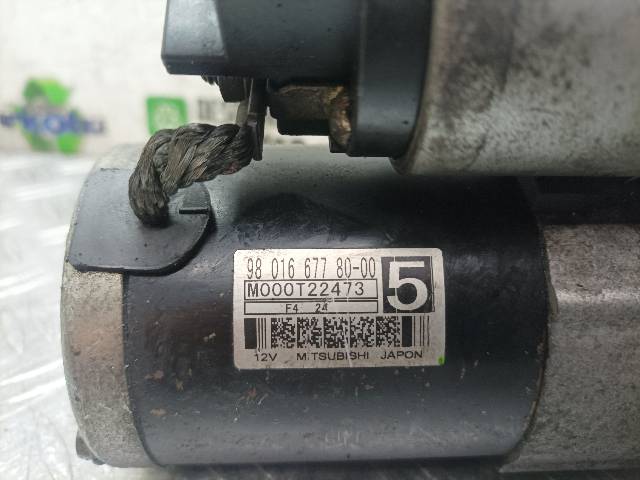 98 016 677 80-00
5
M000T22473
F4 24
12V MITSUBISHI JAPON